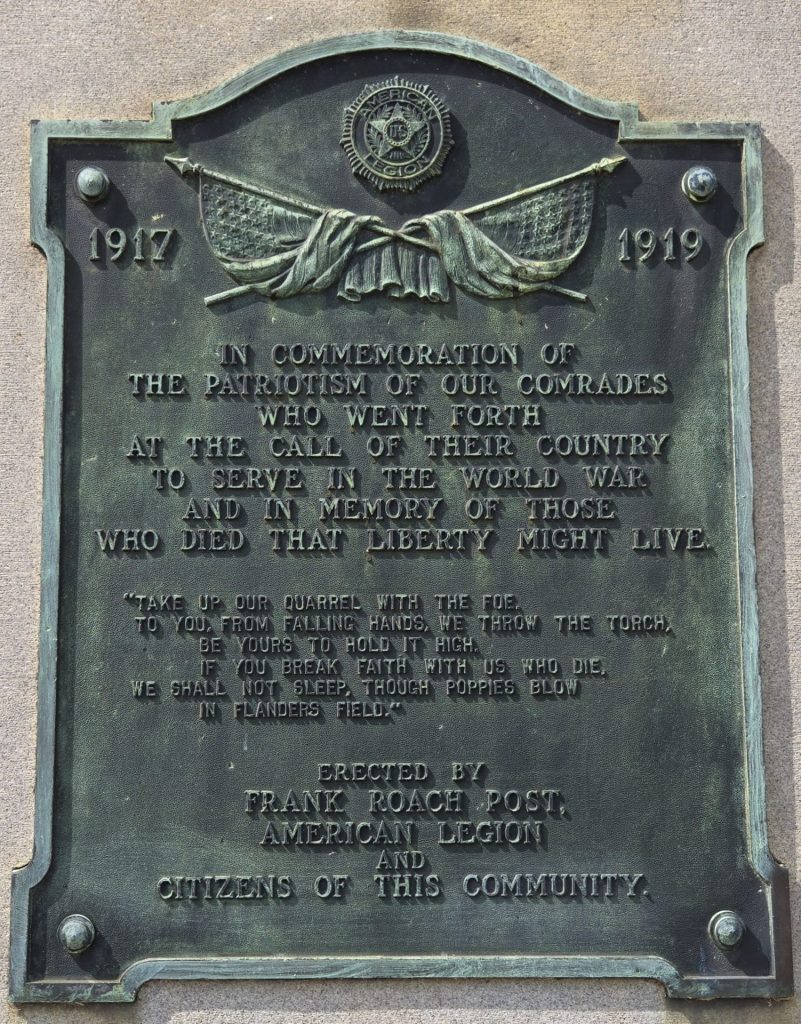 AMERICAN
US
LEGION
1917 1919
IN COMMEMORATION OF
THE PATRIOTISM OF OUR COMRADES
WHO WENT FORTH
AT THE CALL OF THEIR COUNTRY
TO SERVE IN THE WORLD WAR
AND IN MEMORY OF THOSE
WHO DIED THAT LIBERTY MIGHT LIVE.
"TAKE UP OUR QUARREL WITH THE FOE.
TO YOU, FROM FALLING HANDS, WE THROW THE TORCH,
BE YOURS TO HOLD IT HIGH.
IF YOU BREAK FAITH WITH US WHO DIE,
WE SHALL NOT SLEEP, THOUGH POPPIES BLOW
IN FLANDERS FIELD."
ERECTED BY
FRANK ROACH POST,
AMERICAN LEGION
AND
CITIZENS OF THIS COMMUNITY.